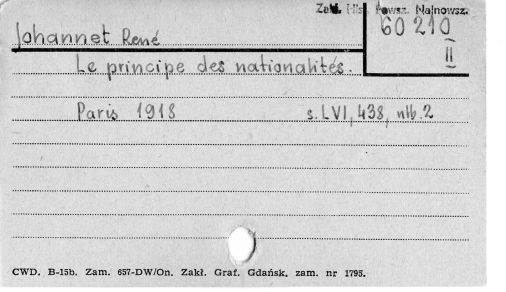 Zakł. His. Powsz. Najnowsz.
60 210
II
Johannet René
Le principe des nationalités.
Paris 1918 s. LVI, 438, nlb. 2
CWD. B-15b. Zam. 657-DW/On. Zakł. Graf. Gdańsk. zam. nr 1795.